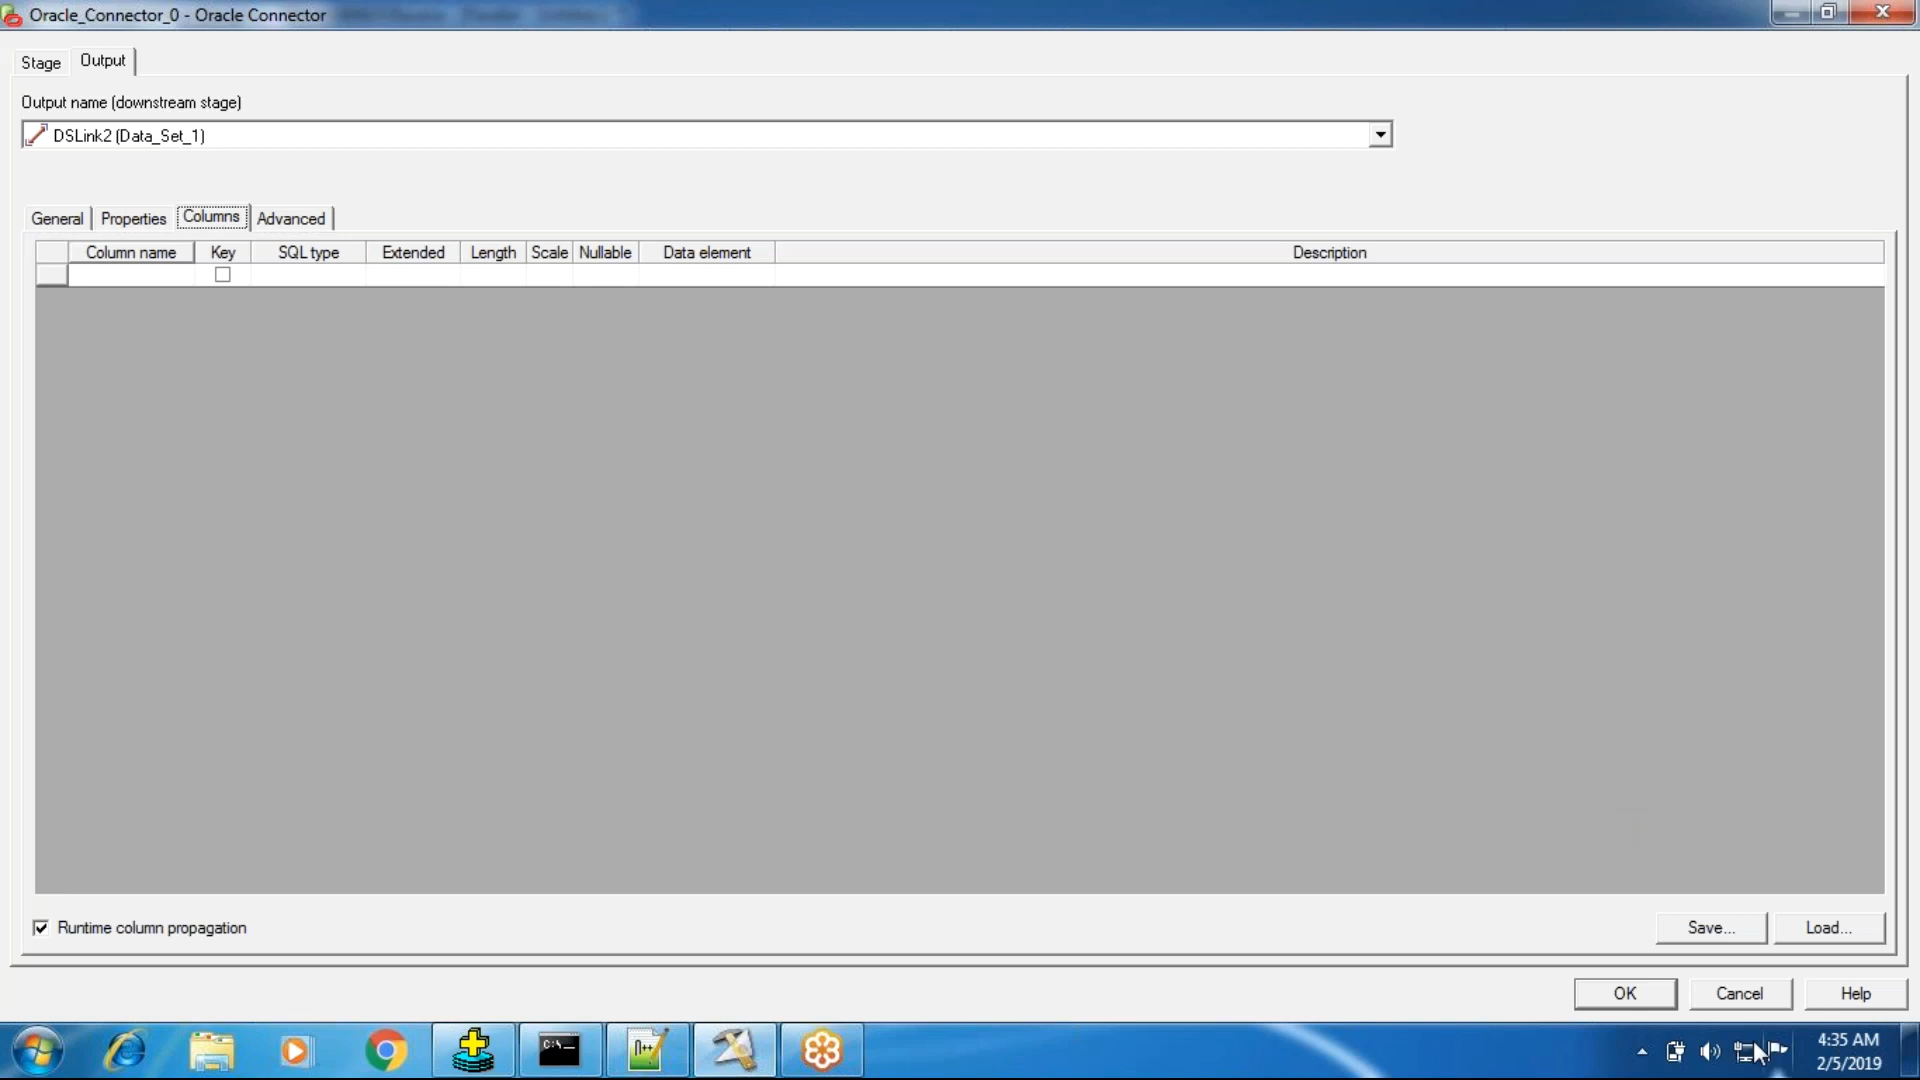 Oracle_Connector_0 - Oracle Connector
Stage
Output
Output name (downstream stage)
DSLink2 (Data_Set_1)
General
Properties
Columns
Advanced
Column name
Key
SQL type
Extended
Length
Scale
Nullable
Data element
Description
Runtime column propagation
Save...
Load...
OK
Cancel
Help
C:\
N++
4:35 AM
2/5/2019